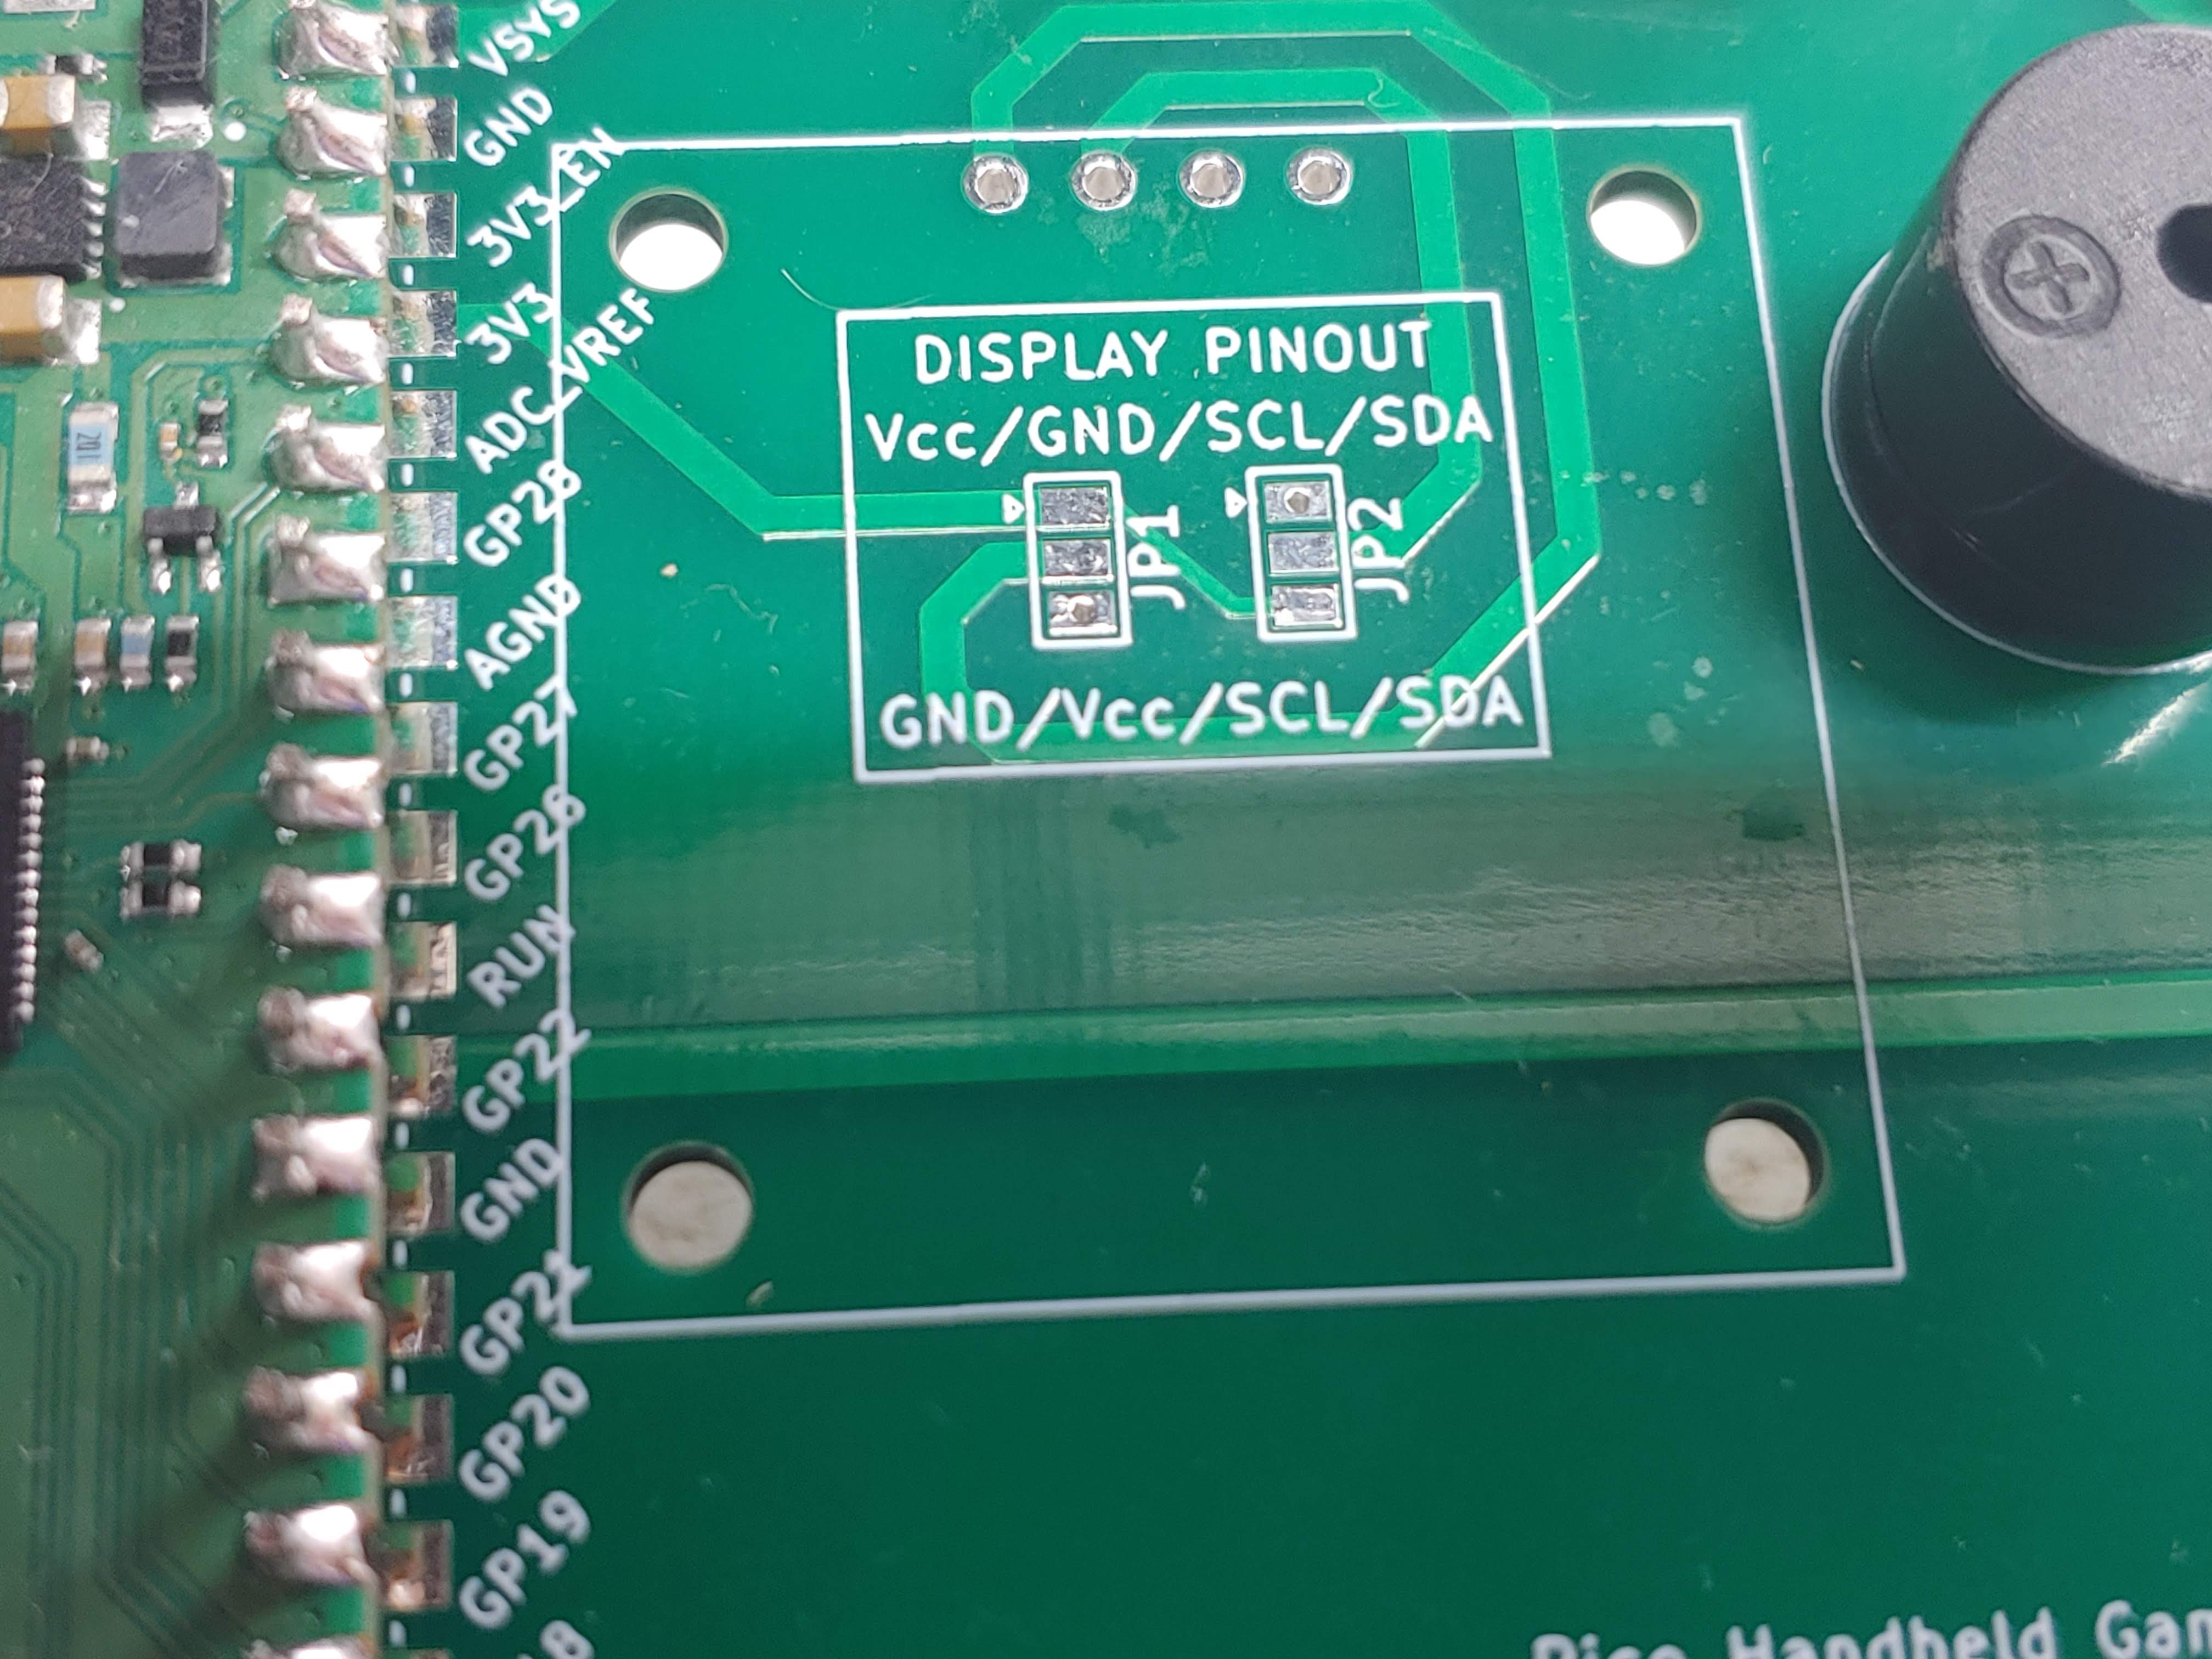 VSYS
GND
3V3_EN
3V3
ADC_VREF
GP28
AGND
GP27
GP26
RUN
GP22
GND
GP21
GP20
GP19
DISPLAY PINOUT
Vcc/GND/SCL/SDA
JP1
JP2
GND/Vcc/SCL/SDA
Pico Handheld